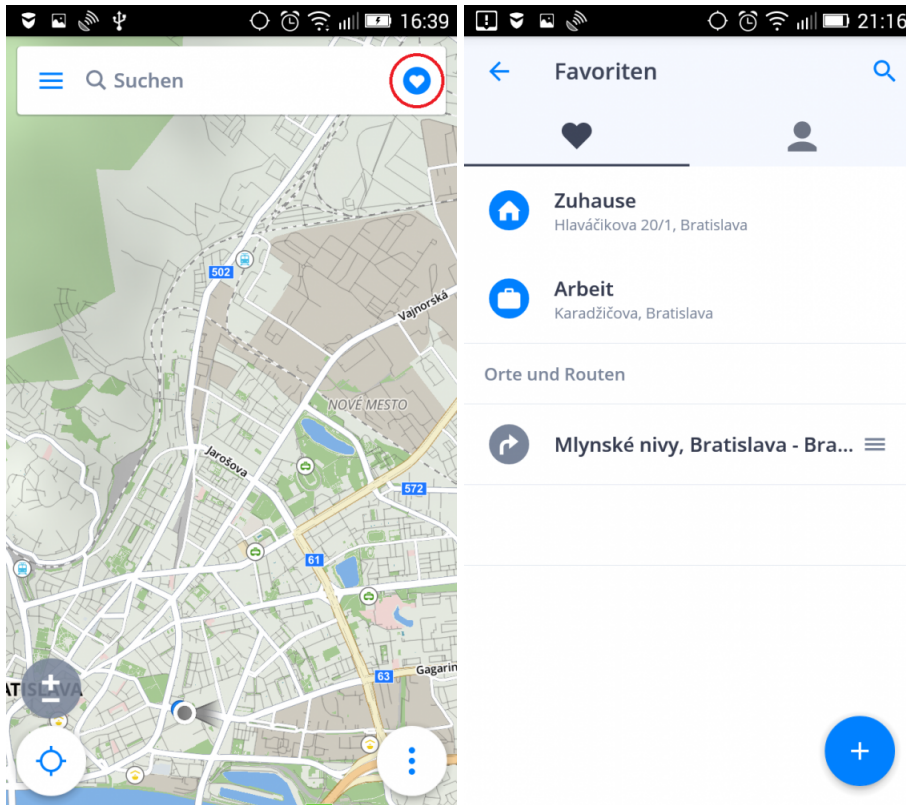 16:39
Suchen
502
Vajnorská
NOVÉ MESTO
Jarošova
572
61
63
Gagarin
ATISLAVA
21:16
Favoriten
Zuhause
Hlaváčikova 20/1, Bratislava
Arbeit
Karadžičova, Bratislava
Orte und Routen
Mlynské nivy, Bratislava - Bra...